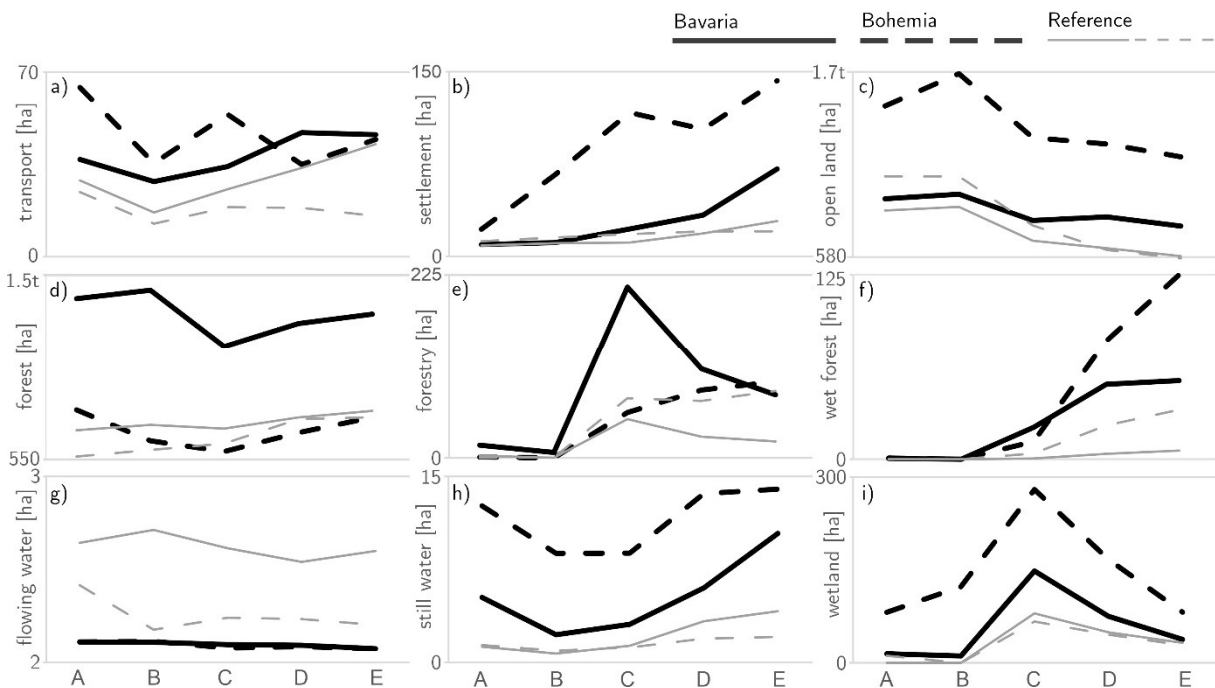 Bavaria Bohemia Reference
70 a) transport [ha] 0
150 b) settlement [ha] 0
1.7t c) open land [ha] 580
1.5t d) forest [ha] 550
225 e) forestry [ha] 0
125 f) wet forest [ha] 0
3 g) flowing water [ha] 2
15 h) still water [ha] 0
300 i) wetland [ha] 0
A B C D E A B C D E A B C D E